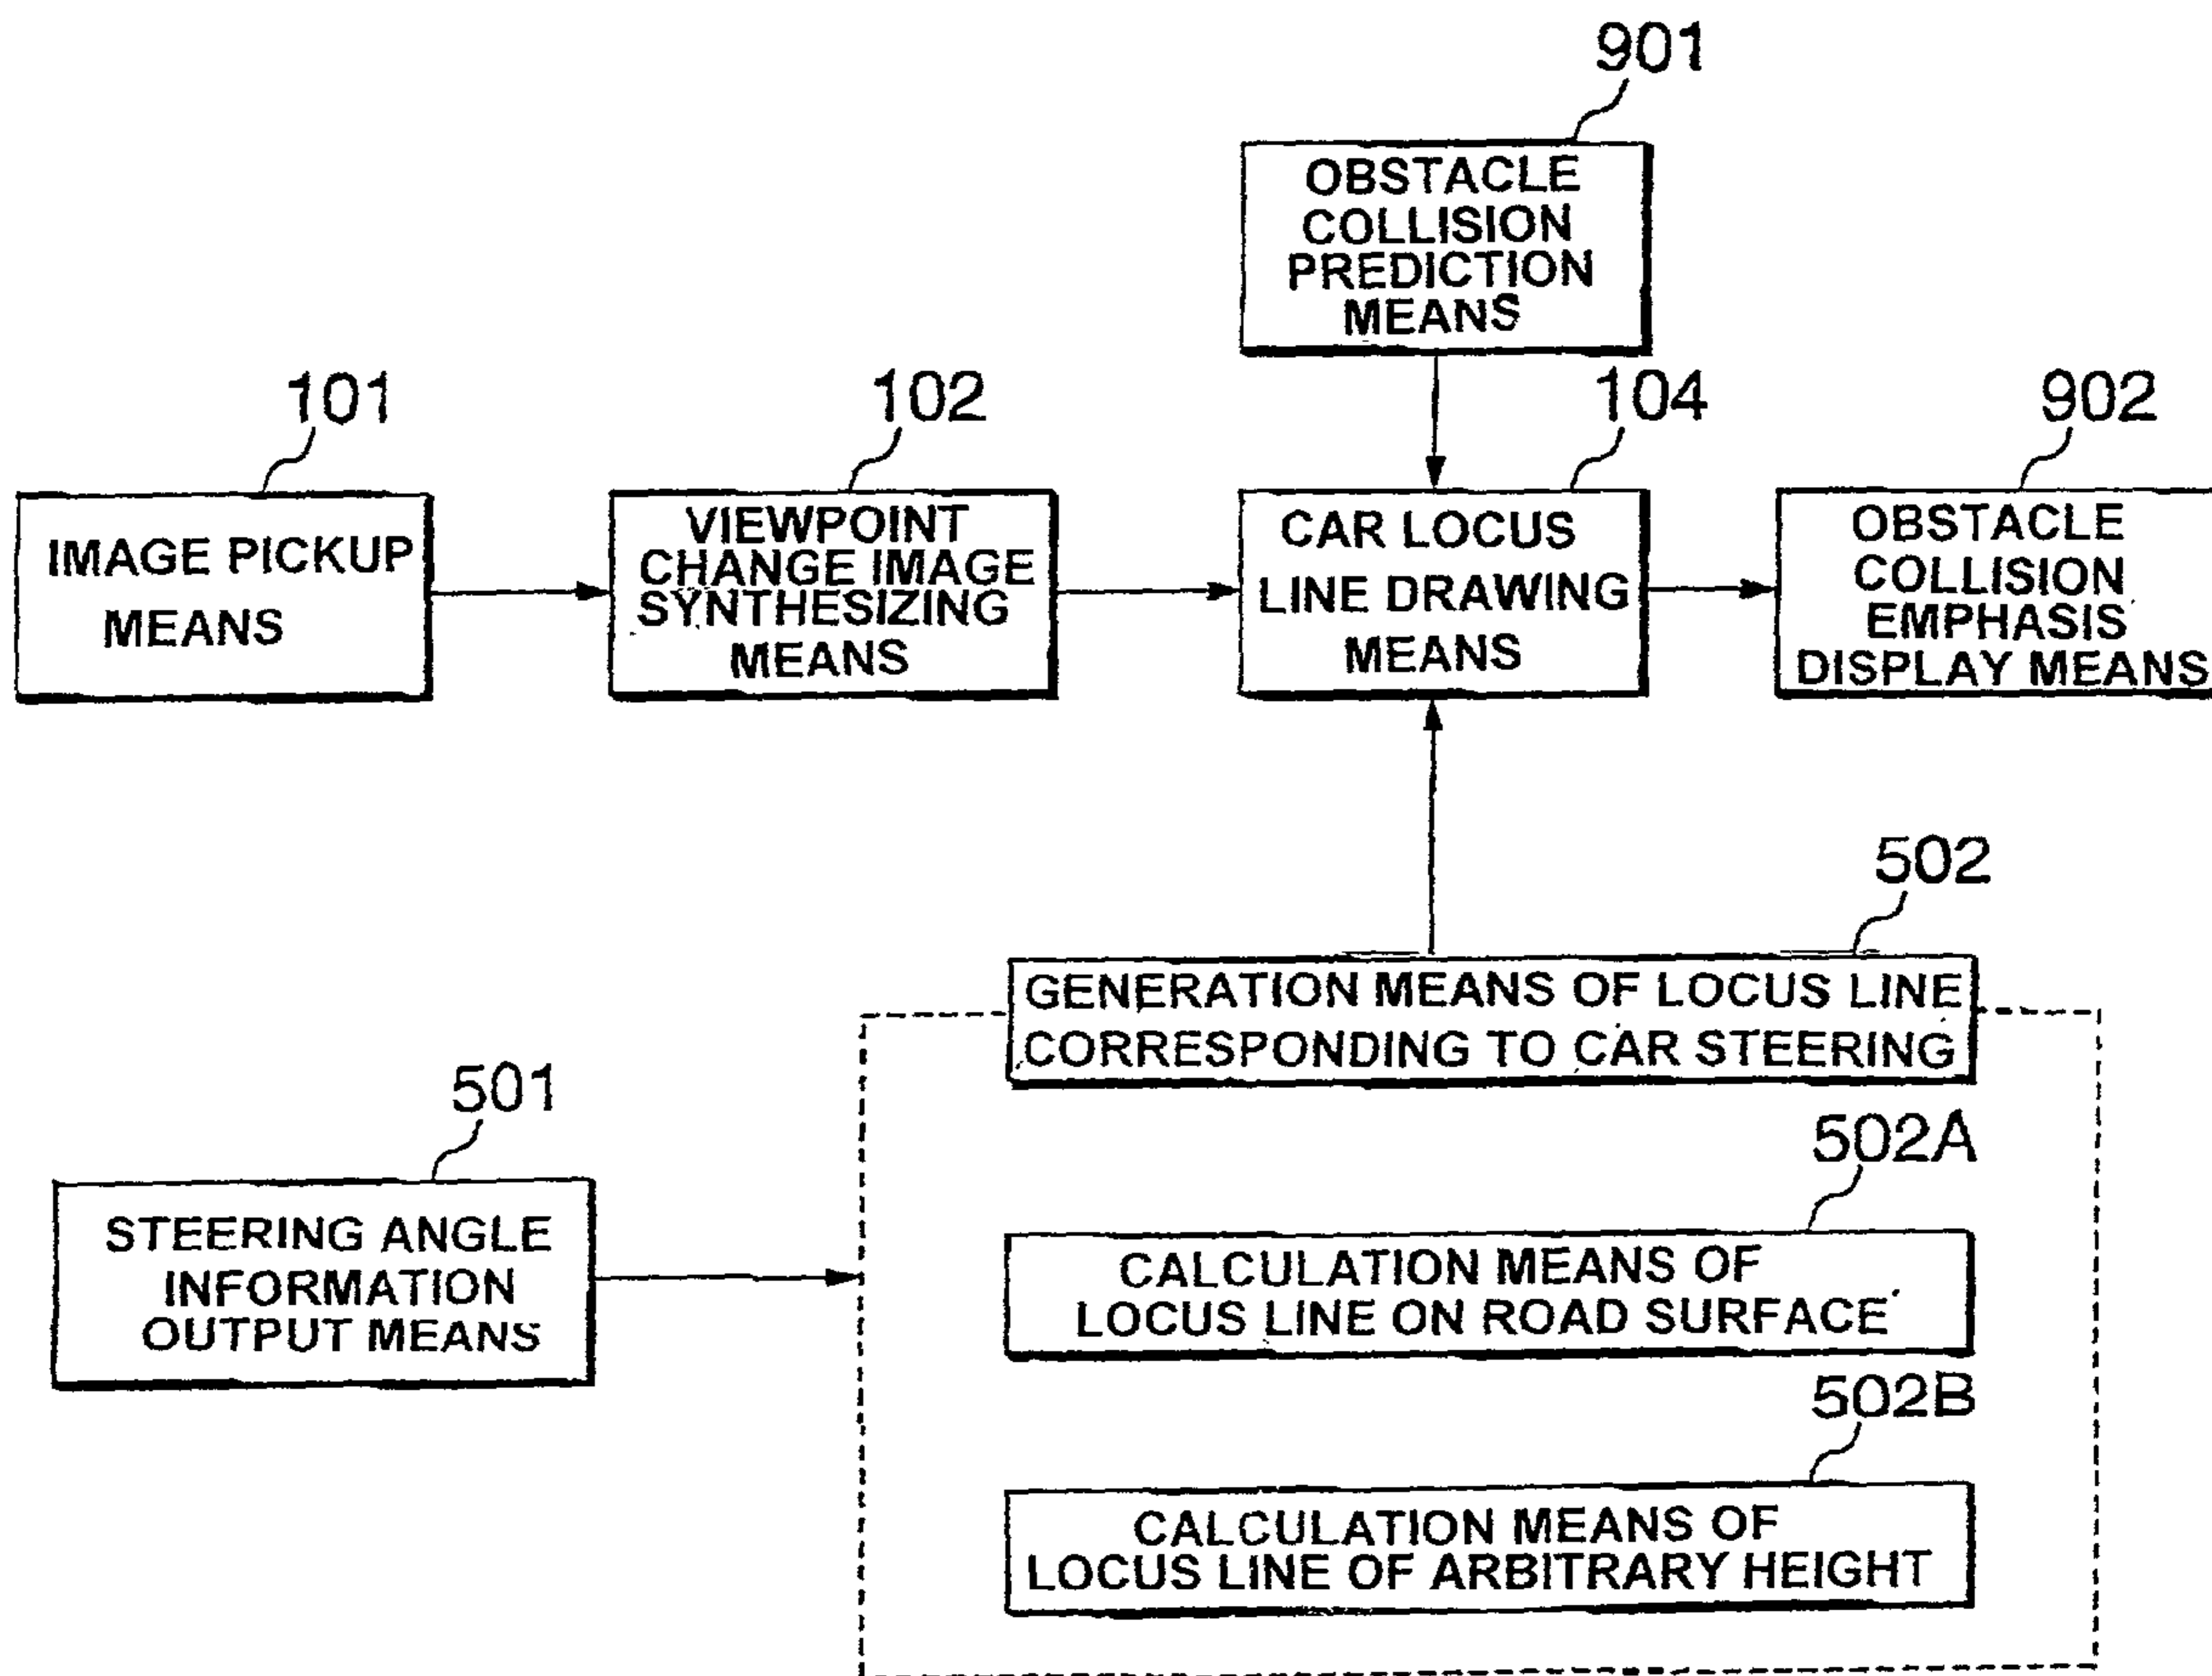 901
OBSTACLE
COLLISION
PREDICTION
MEANS
101
IMAGE PICKUP
MEANS
102
VIEWPOINT
CHANGE IMAGE
SYNTHESIZING
MEANS
104
CAR LOCUS
LINE DRAWING
MEANS
902
OBSTACLE
COLLISION
EMPHASIS
DISPLAY MEANS
502
GENERATION MEANS OF LOCUS LINE
CORRESPONDING TO CAR STEERING
501
STEERING ANGLE
INFORMATION
OUTPUT MEANS
502A
CALCULATION MEANS OF
LOCUS LINE ON ROAD SURFACE
502B
CALCULATION MEANS OF
LOCUS LINE OF ARBITRARY HEIGHT